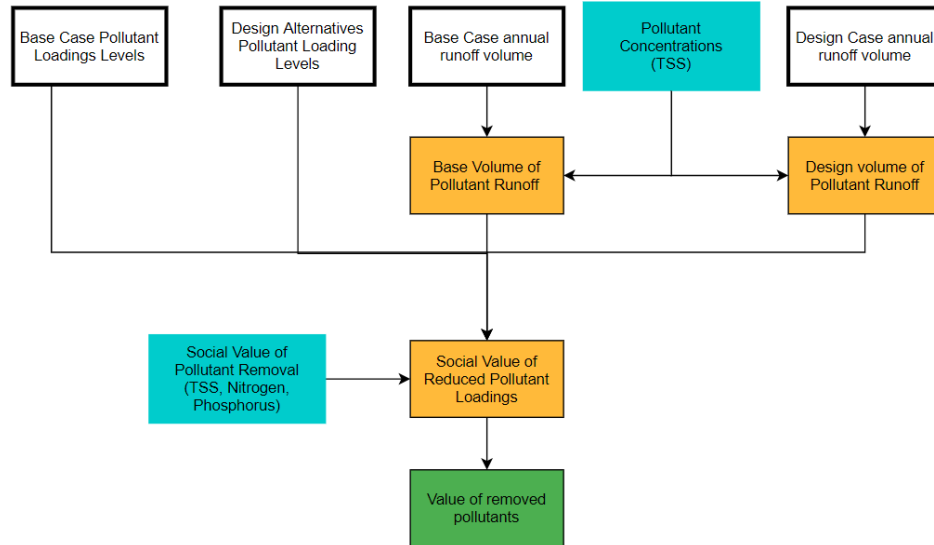 Base Case Pollutant
Loadings Levels
Design Alternatives
Pollutant Loading
Levels
Base Case annual
runoff volume
Pollutant
Concentrations
(TSS)
Design Case annual
runoff volume
Base Volume of
Pollutant Runoff
Design volume of
Pollutant Runoff
Social Value of
Pollutant Removal
(TSS, Nitrogen,
Phosphorus)
Social Value of
Reduced Pollutant
Loadings
Value of removed
pollutants